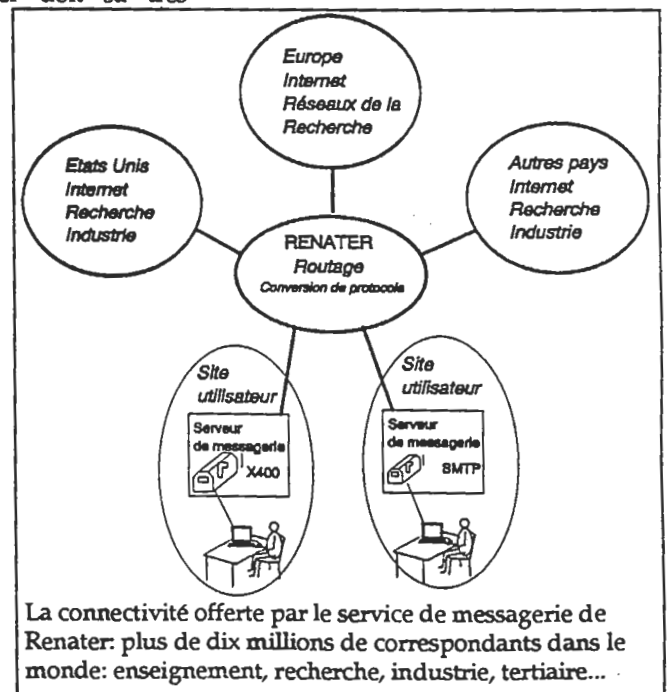 Europe
Internet
Réseaux de la
Recherche
Etats Unis
Internet
Recherche
Industrie
Autres pays
Internet
Recherche
Industrie
RENATER
Routage
Conversion de protocole
Site
utilisateur
Serveur
de messagerie
X400
Site
utilisateur
Serveur
de messagerie
SMTP
La connectivité offerte par le service de messagerie de
Renater: plus de dix millions de correspondants dans le
monde: enseignement, recherche, industrie, tertiaire...